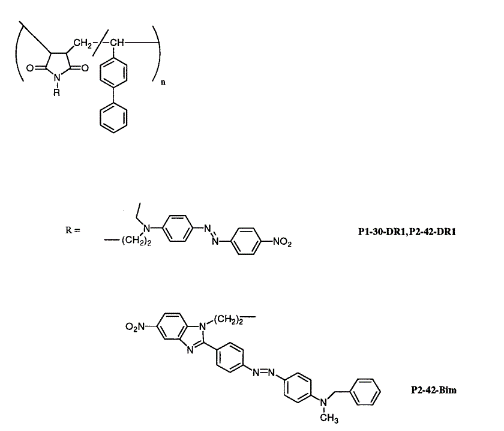 CH2 CH
O N O
R
n
R = N N N NO2
—(CH2)2
P1-30-DR1,P2-42-DR1
(CH2)2—
O2N N
N
N=N
N
CH3
P2-42-Bim